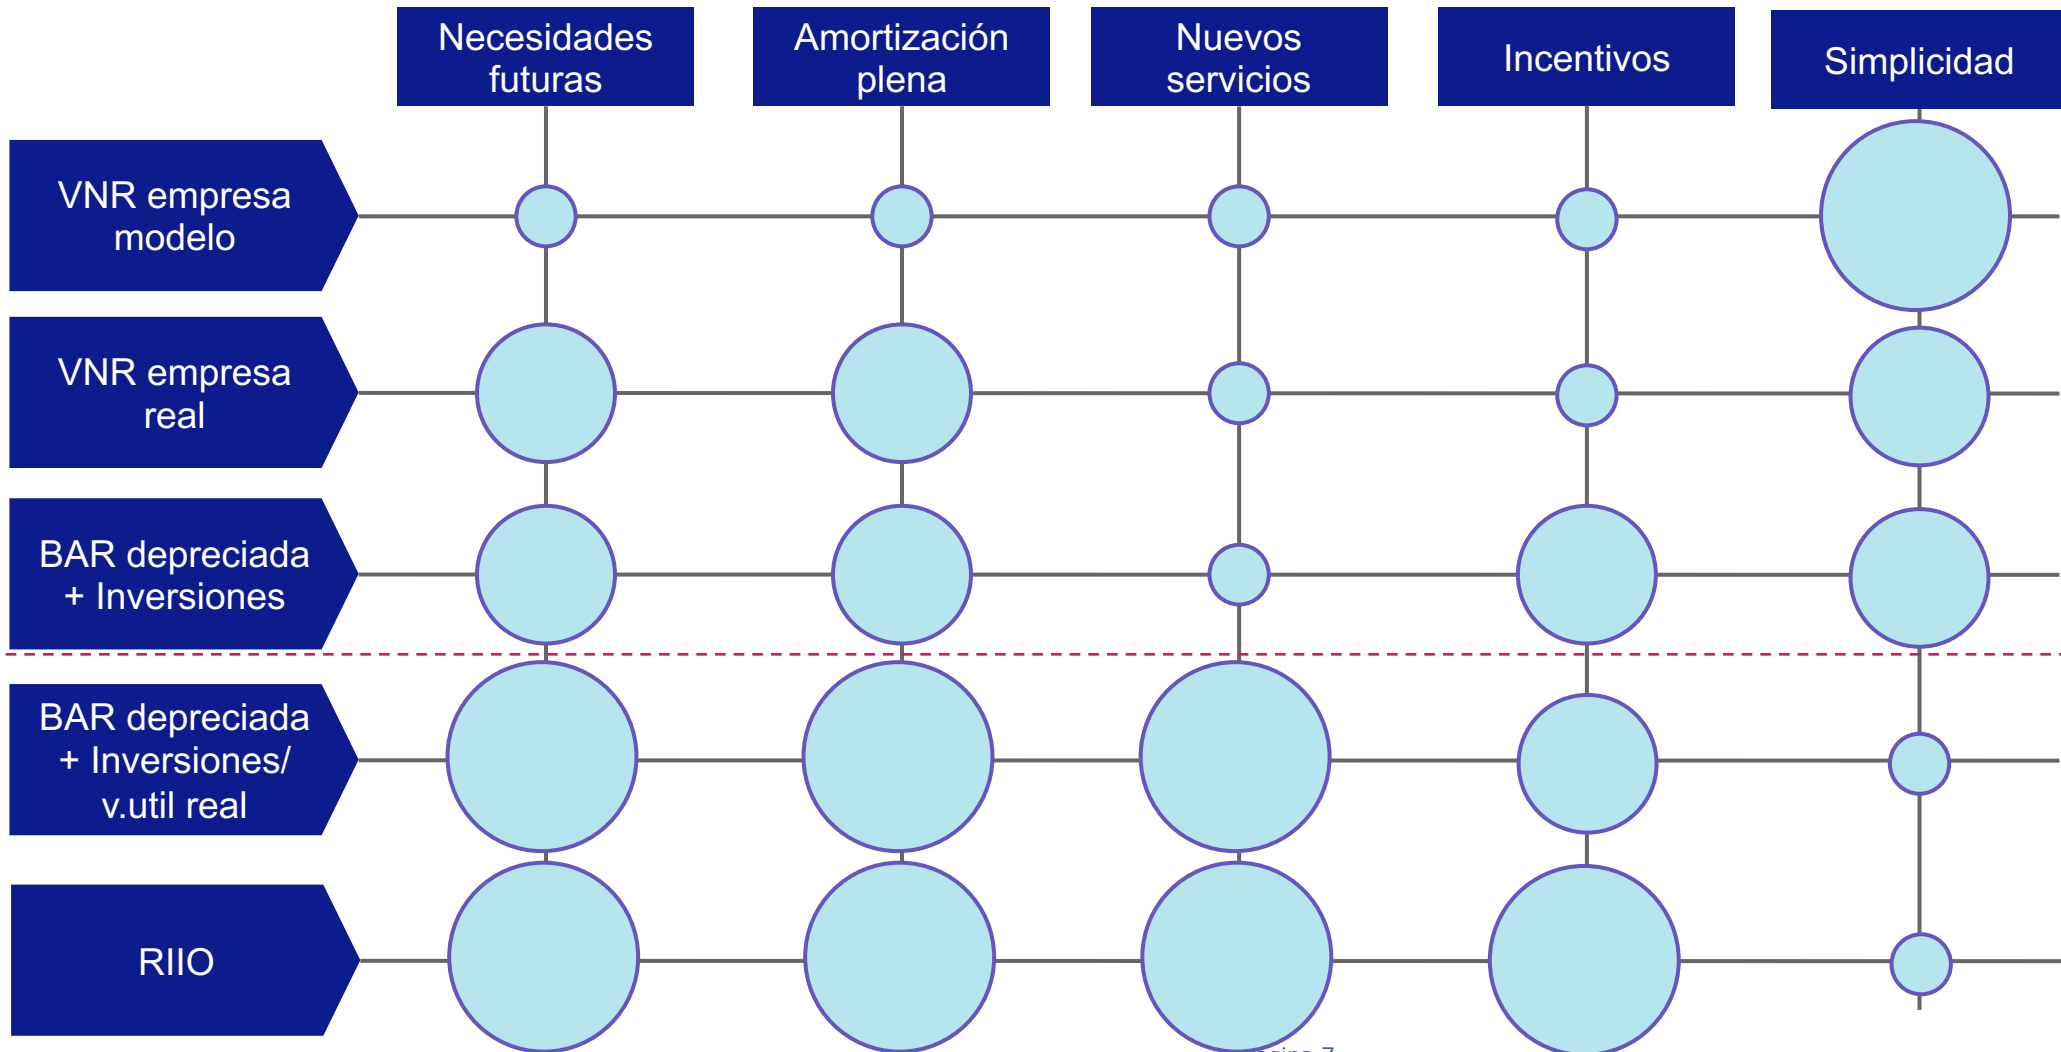 Necesidades
futuras
Amortización
plena
Nuevos
servicios
Incentivos
Simplicidad
VNR empresa
modelo
VNR empresa
real
BAR depreciada
+ Inversiones
BAR depreciada
+ Inversiones/
v.util real
RIIO
7